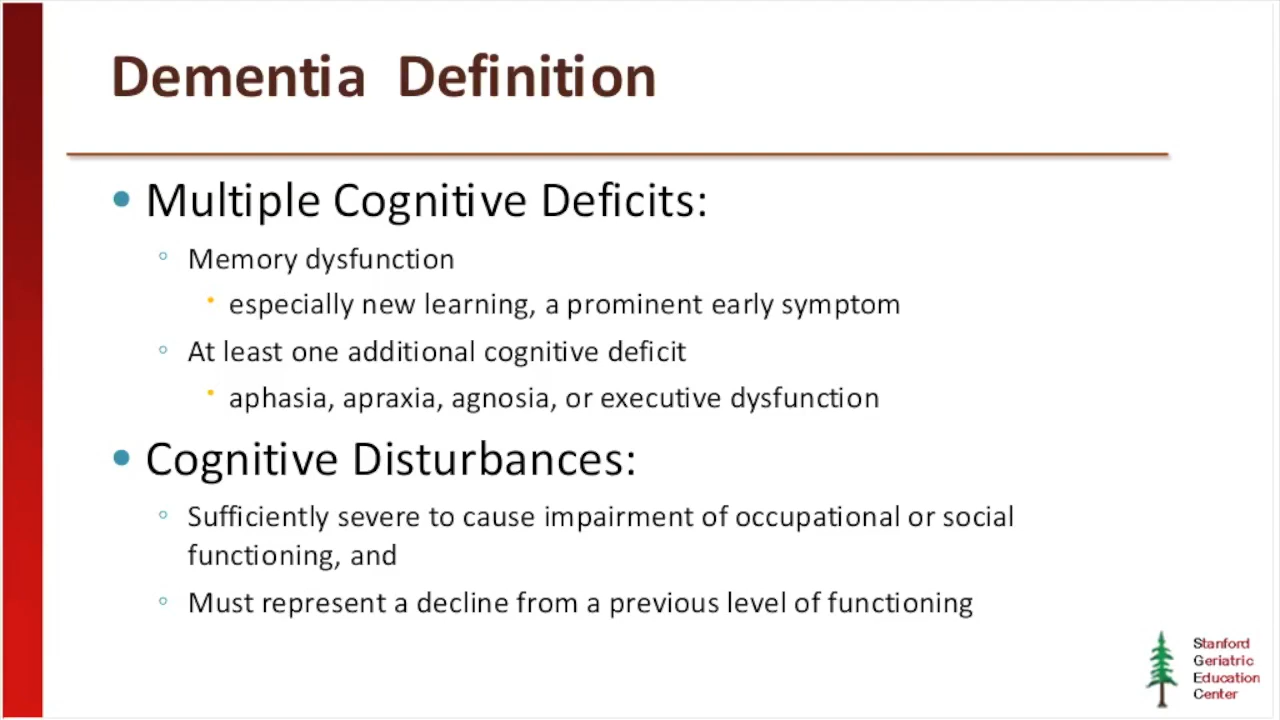 Dementia Definition
• Multiple Cognitive Deficits:
◦ Memory dysfunction
• especially new learning, a prominent early symptom
◦ At least one additional cognitive deficit
• aphasia, apraxia, agnosia, or executive dysfunction
• Cognitive Disturbances:
◦ Sufficiently severe to cause impairment of occupational or social
functioning, and
◦ Must represent a decline from a previous level of functioning
Stanford
Geriatric
Education
Center